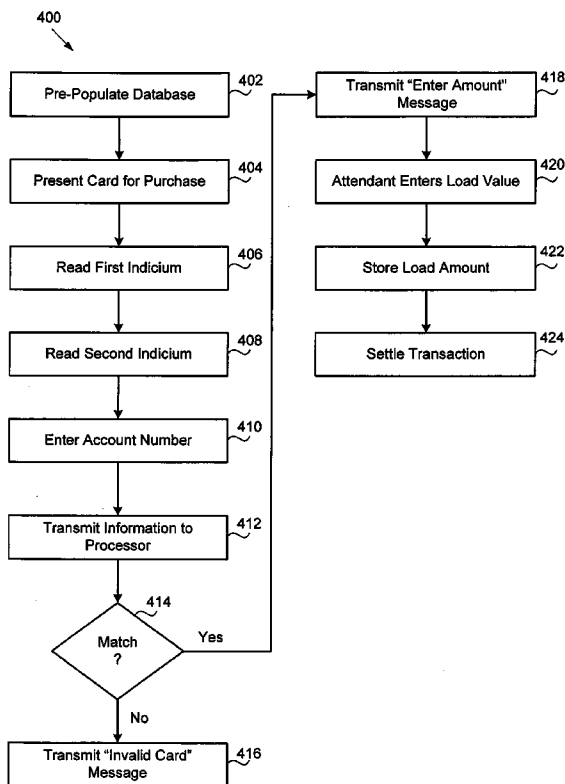 400
Pre-Populate Database
402
Present Card for Purchase
404
Read First Indicium
406
Read Second Indicium
408
Enter Account Number
410
Transmit Information to
Processor
412
Match
?
414
Yes
No
Transmit "Invalid Card"
Message
416
Transmit "Enter Amount"
Message
418
Attendant Enters Load Value
420
Store Load Amount
422
Settle Transaction
424